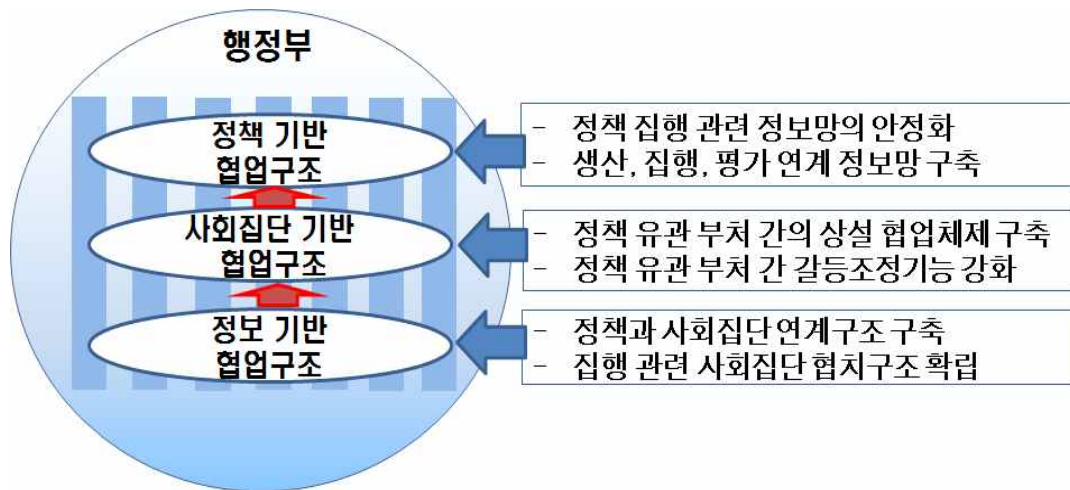 행정부
정책 기반
협업구조
- 정책 집행 관련 정보망의 안정화
- 생산, 집행, 평가 연계 정보망 구축
사회집단 기반
협업구조
- 정책 유관 부처 간의 상설 협업체제 구축
- 정책 유관 부처 간 갈등조정기능 강화
정보 기반
협업구조
- 정책과 사회집단 연계구조 구축
- 집행 관련 사회집단 협치구조 확립